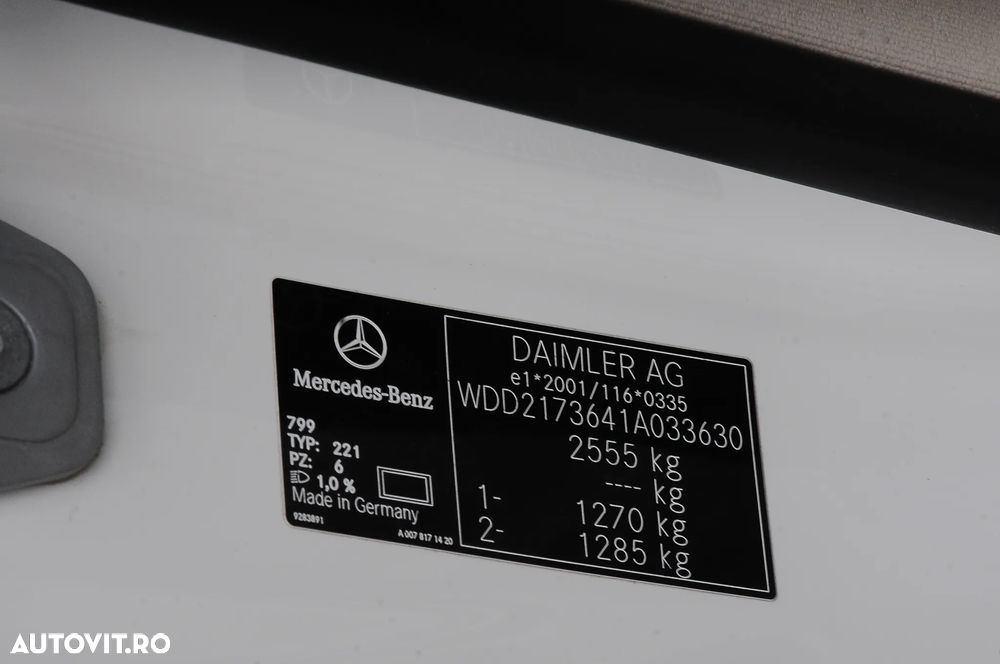 Mercedes-Benz
799
TYP: 221
PZ: 6
1,0 %
Made in Germany
9283891
A 007 817 14 20
DAIMLER AG
e1*2001/116*0335
WDD2173641A033630
2555 kg
---- kg
1- 1270 kg
2- 1285 kg
AUTOVIT.RO